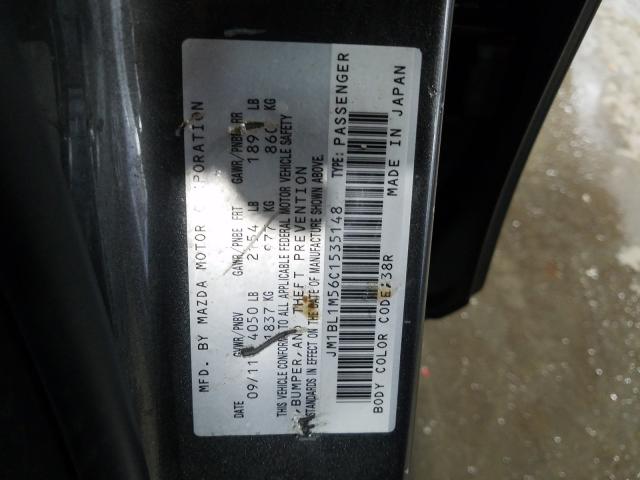 MFD. BY MAZDA MOTOR CORPORATION
DATE GVWR/PNBV GAWR/PNBE FRT GAWR/PNBE RR
09/11 4050 LB 2154 LB 189 LB
1837 KG 977 KG 860 KG
THIS VEHICLE CONFORMS TO ALL APPLICABLE FEDERAL MOTOR VEHICLE SAFETY
BUMPER, AND THEFT PREVENTION
STANDARDS IN EFFECT ON THE DATE OF MANUFACTURE SHOWN ABOVE.
JM1BL1M56C1535148 TYPE: PASSENGER
BODY COLOR CODE: 38R MADE IN JAPAN